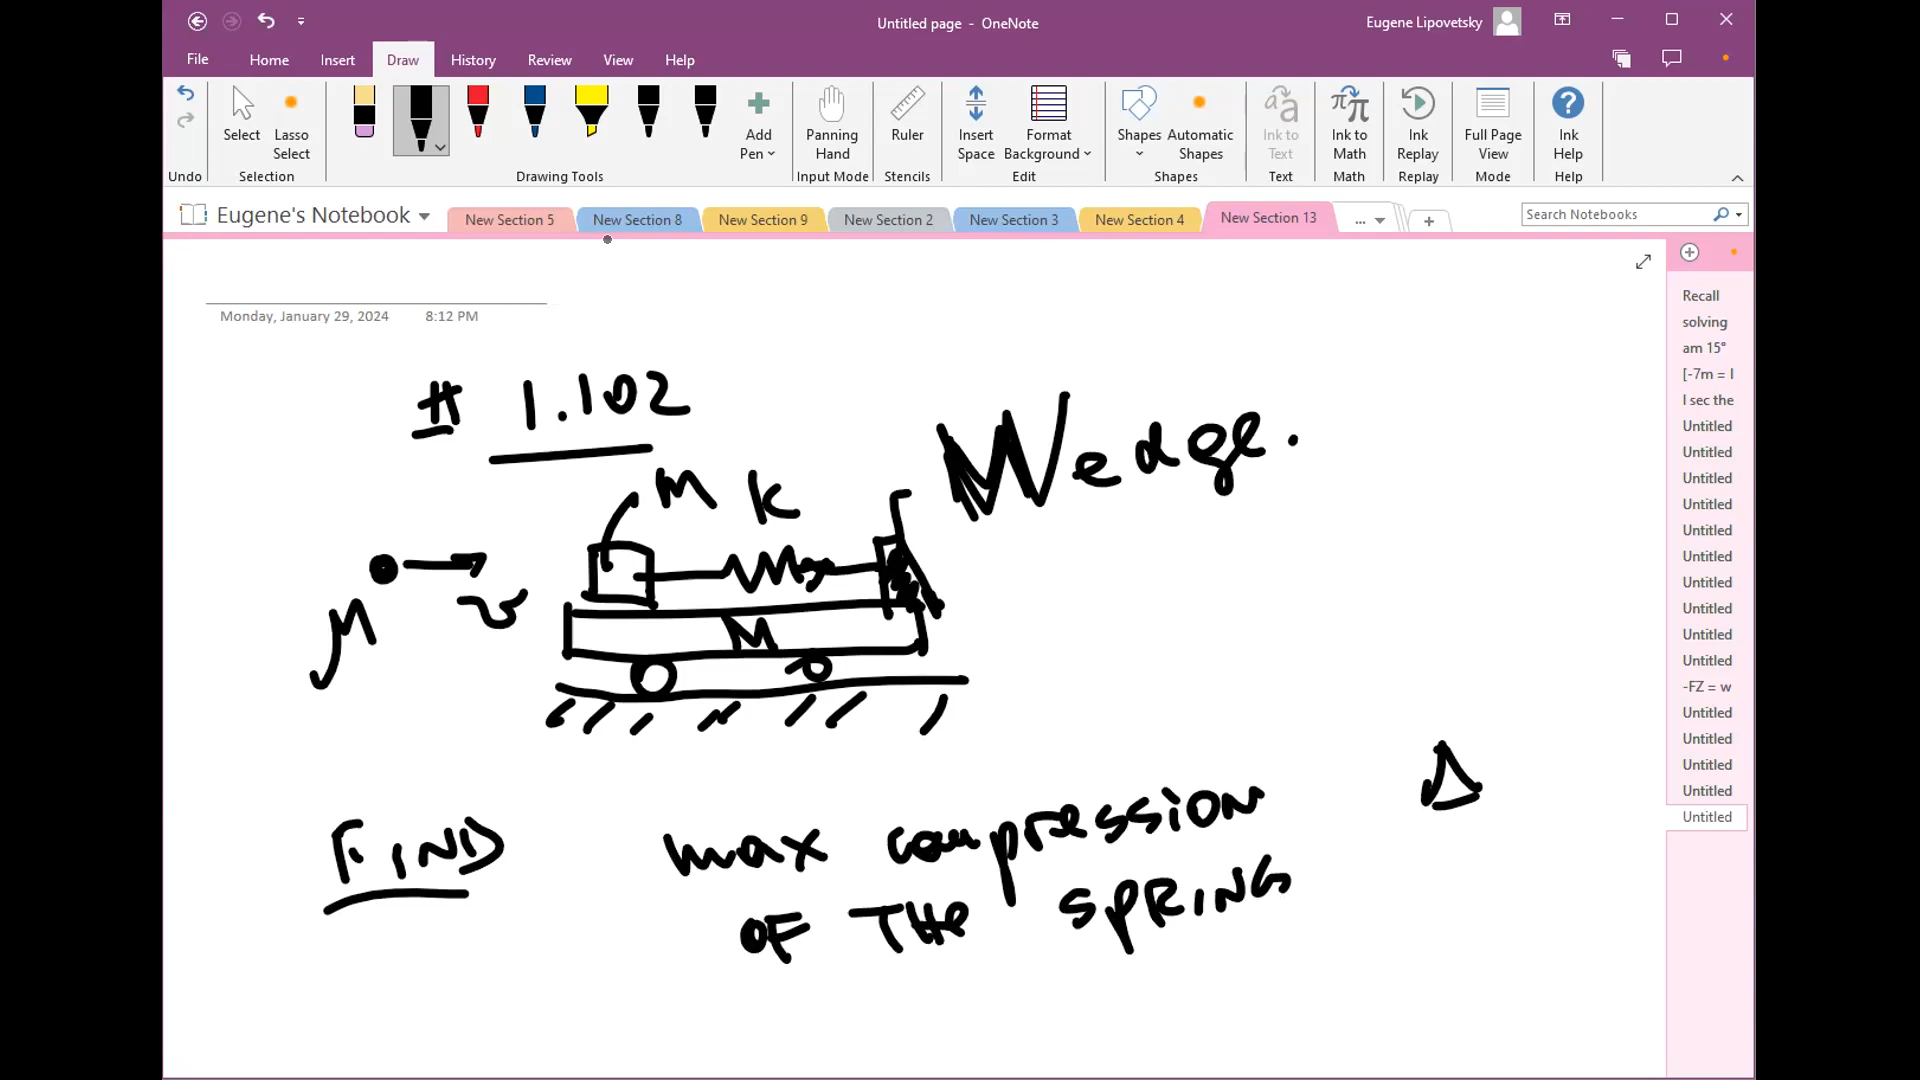 Untitled page - OneNote
Eugene Lipovetsky
File Home Insert Draw History Review View Help
Select
Lasso Select
Add Pen
Panning Hand
Ruler
Insert Space
Format Background
Shapes
Automatic Shapes
Ink to Text
Ink to Math
Ink Replay
Full Page View
Ink Help
Undo Selection Drawing Tools Input Mode Stencils Edit Shapes Text Math Replay Mode Help
Eugene's Notebook
New Section 5 New Section 8 New Section 9 New Section 2 New Section 3 New Section 4 New Section 13 ...
Search Notebooks
Monday, January 29, 2024 8:12 PM
# 1.102
Wedge.
m K
μ v
M
FIND max compression Δ
OF THE SPRING
Recall
solving
am 15°
[-7m = I
I sec the
Untitled
Untitled
Untitled
Untitled
Untitled
Untitled
Untitled
Untitled
Untitled
Untitled
-FZ = w
Untitled
Untitled
Untitled
Untitled
Untitled